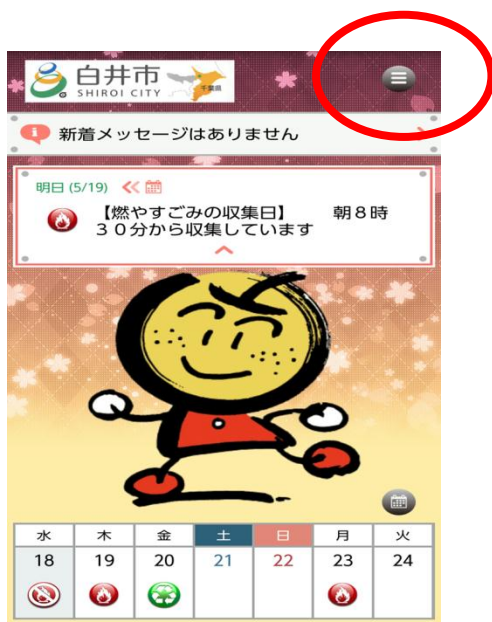 白井市
SHIROI CITY
千葉県
新着メッセージはありません
明日 (5/19)
【燃やすごみの収集日】　朝８時
３０分から収集しています
水 木 金 土 日 月 火
18 19 20 21 22 23 24